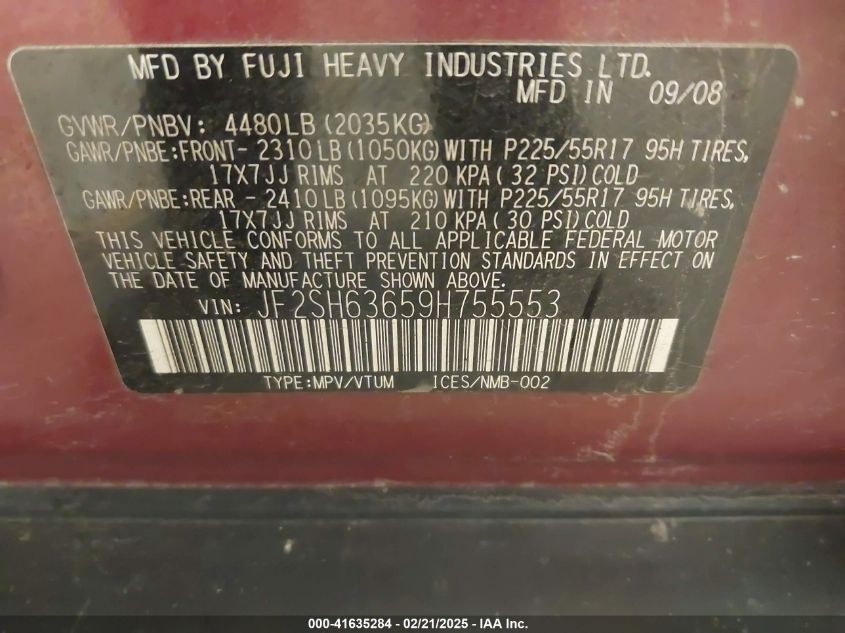 MFD BY FUJI HEAVY INDUSTRIES LTD.
MFD IN 09/08
GVWR/PNBV: 4480LB (2035KG)
GAWR/PNBE:FRONT- 2310 LB (1050KG) WITH P225/55R17 95H TIRES,
17X7JJ RIMS AT 220 KPA ( 32 PSI) COLD
GAWR/PNBE:REAR - 2410 LB (1095KG) WITH P225/55R17 95H TIRES,
17X7JJ RIMS AT 210 KPA ( 30 PSI) COLD
THIS VEHICLE CONFORMS TO ALL APPLICABLE FEDERAL MOTOR
VEHICLE SAFETY AND THEFT PREVENTION STANDARDS IN EFFECT ON
THE DATE OF MANUFACTURE SHOWN ABOVE.
VIN: JF2SH63659H755553
TYPE:MPV/VTUM ICES/NMB-002
000-41635284 - 02/21/2025 - IAA Inc.